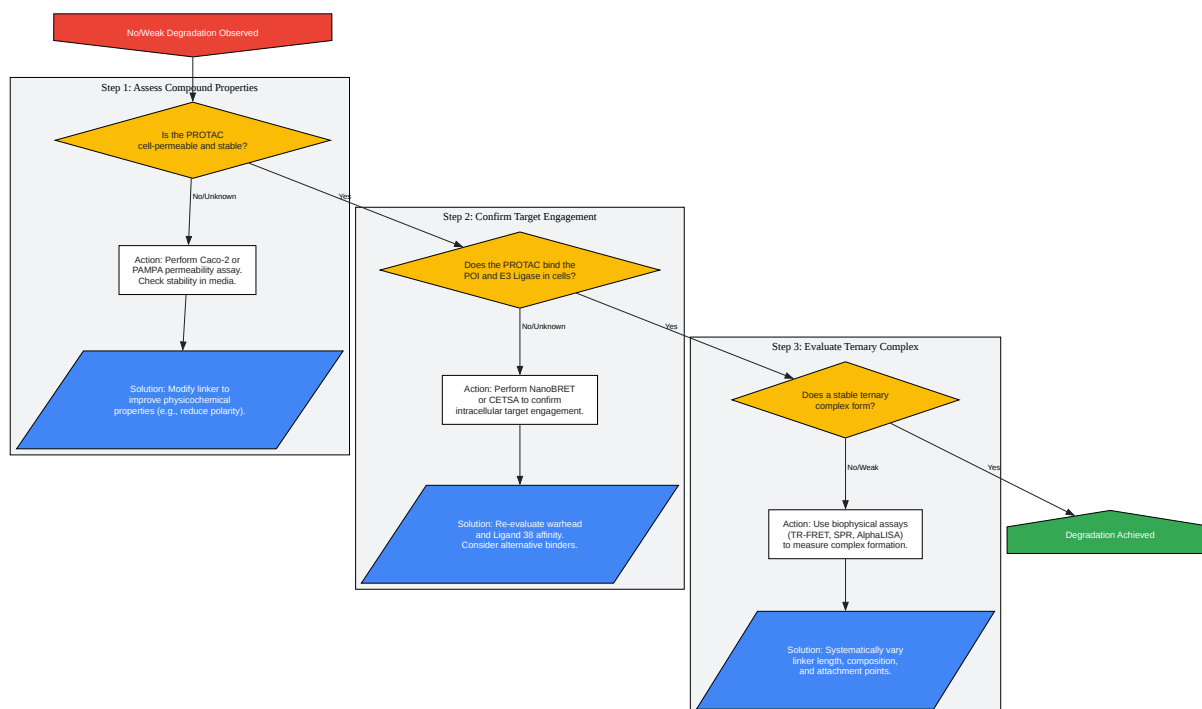 No/Weak Degradation Observed
Step 1: Assess Compound Properties
Is the PROTAC
cell-permeable and stable?
No/Unknown
Yes
Action: Perform Caco-2 or
PAMPA permeability assay.
Check stability in media.
Solution: Modify linker to
improve physicochemical
properties (e.g., reduce polarity).
Step 2: Confirm Target Engagement
Does the PROTAC bind the
POI and E3 Ligase in cells?
No/Unknown
Yes
Action: Perform NanoBRET
or CETSA to confirm
intracellular target engagement.
Solution: Re-evaluate warhead
and Ligand 38 affinity.
Consider alternative binders.
Step 3: Evaluate Ternary Complex
Does a stable ternary
complex form?
No/Weak
Yes
Action: Use biophysical assays
(TR-FRET, SPR, AlphaLISA)
to measure complex formation.
Solution: Systematically vary
linker length, composition,
and attachment points.
Degradation Achieved